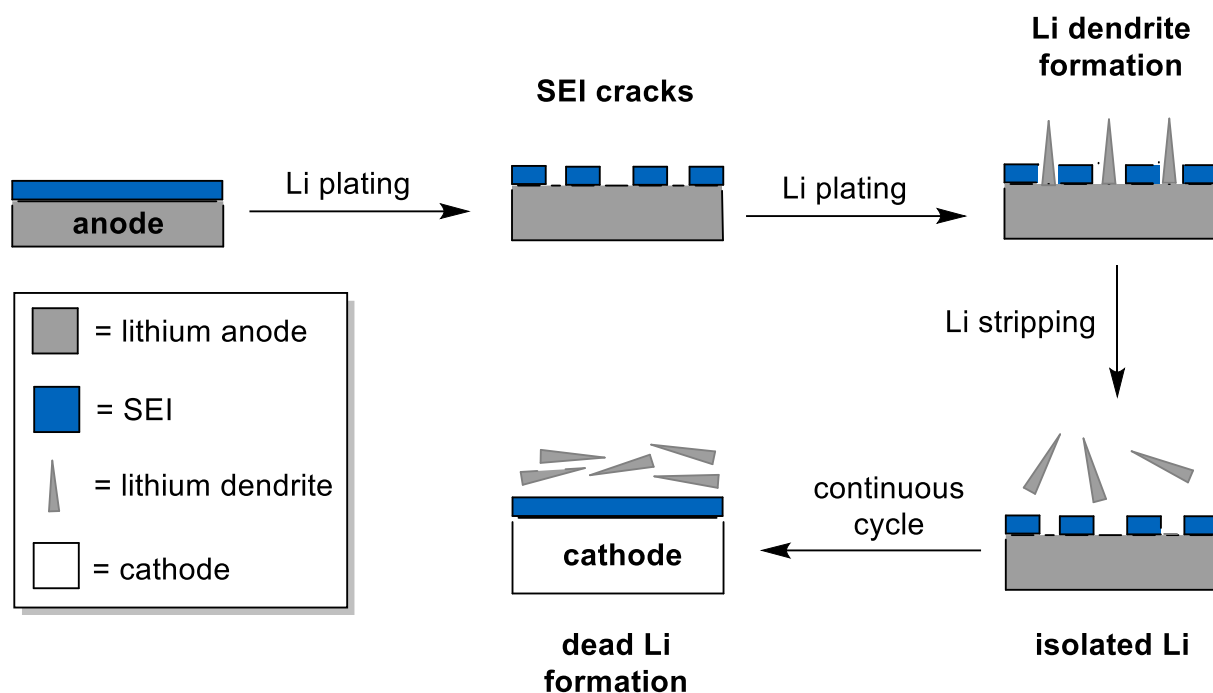 Li dendrite
formation
SEI cracks
Li plating
Li plating
anode
Li stripping
= lithium anode
= SEI
= lithium dendrite
= cathode
continuous
cycle
cathode
dead Li
formation
isolated Li